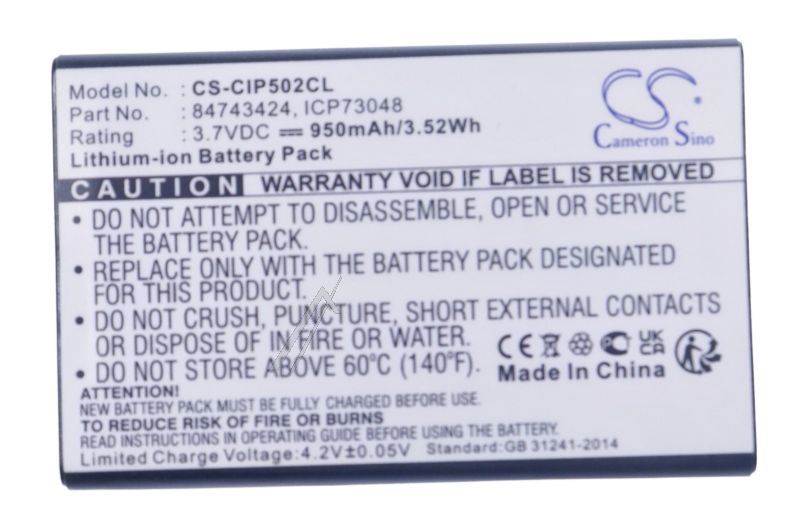 Model No. : CS-CIP502CL
Part No. : 84743424, ICP73048
Rating : 3.7VDC 950mAh/3.52Wh
Lithium-ion Battery Pack
CS
Cameron Sino
CAUTION WARRANTY VOID IF LABEL IS REMOVED
• DO NOT ATTEMPT TO DISASSEMBLE, OPEN OR SERVICE
THE BATTERY PACK.
• REPLACE ONLY WITH THE BATTERY PACK DESIGNATED
FOR THIS PRODUCT.
• DO NOT CRUSH, PUNCTURE, SHORT EXTERNAL CONTACTS
OR DISPOSE OF IN FIRE OR WATER.
• DO NOT STORE ABOVE 60°C (140°F).
CE UK CA
Made In China
ATTENTION!
NEW BATTERY PACK MUST BE FULLY CHARGED BEFORE USE
RISK OF FIRE OR BURNS
READ INSTRUCTIONS IN OPERATING GUIDE BEFORE USING BATTERY
Limited Charge Voltage:4.2V±0.05V Standard:GB 31241-2014